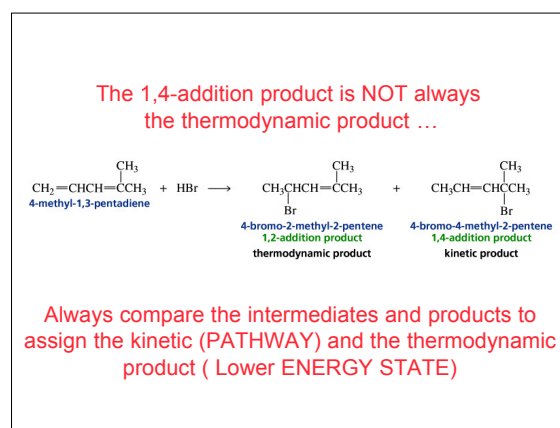 The 1,4-addition product is NOT always
the thermodynamic product …
CH₃ CH₃ CH₃
CH₂=CHCH=CCH₃ + HBr → CH₃CHCH=CCH₃ + CH₃CH=CHCCH₃
Br Br
4-methyl-1,3-pentadiene
4-bromo-2-methyl-2-pentene 4-bromo-4-methyl-2-pentene
1,2-addition product 1,4-addition product
thermodynamic product kinetic product
Always compare the intermediates and products to
assign the kinetic (PATHWAY) and the thermodynamic
product ( Lower ENERGY STATE)